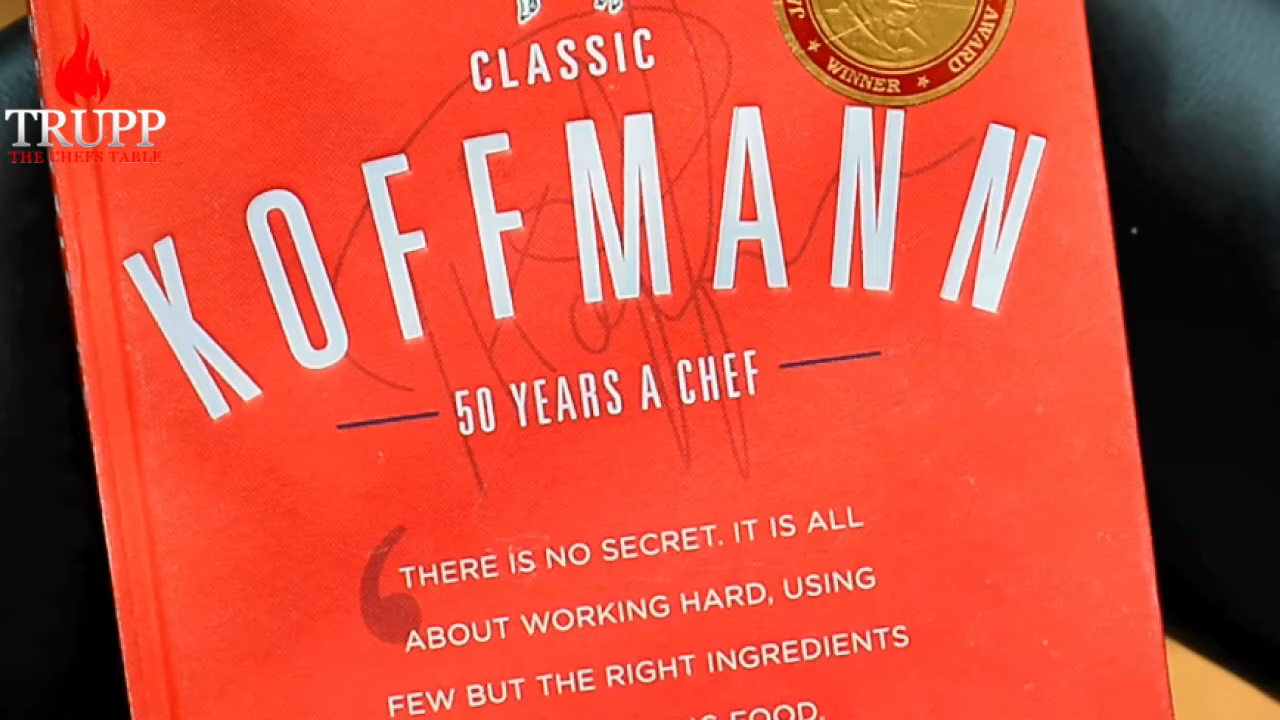 CLASSIC
WINNER
AWARD
TRUPP
THE CHEFS TABLE
KOFFMANN
50 YEARS A CHEF
THERE IS NO SECRET. IT IS ALL
ABOUT WORKING HARD, USING
FEW BUT THE RIGHT INGREDIENTS
FOOD.